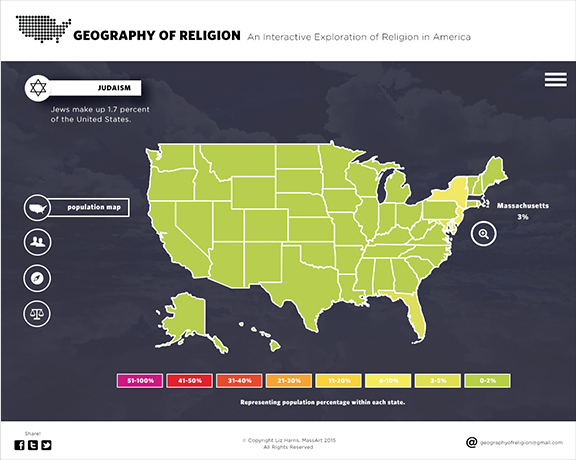 GEOGRAPHY OF RELIGION An Interactive Exploration of Religion in America
JUDAISM
Jews make up 1.7 percent
of the United States.
population map
Massachusetts
3%
51-100%
41-50%
31-40%
21-30%
11-20%
6-10%
3-5%
0-2%
Representing population percentage within each state.
Share!
© Copyright Liz Harris, MassArt 2015
All Rights Reserved
@ geographyofreligion@gmail.com